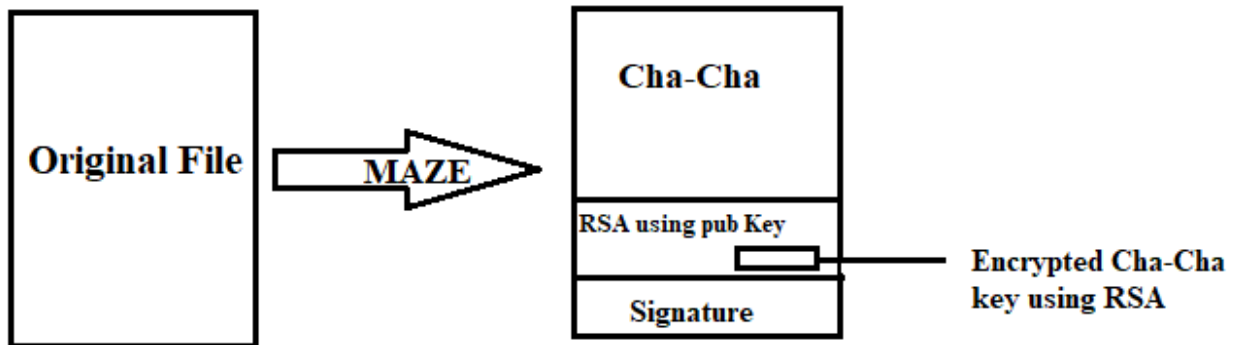 Original File
MAZE
Cha-Cha
RSA using pub Key
Signature
Encrypted Cha-Cha
key using RSA